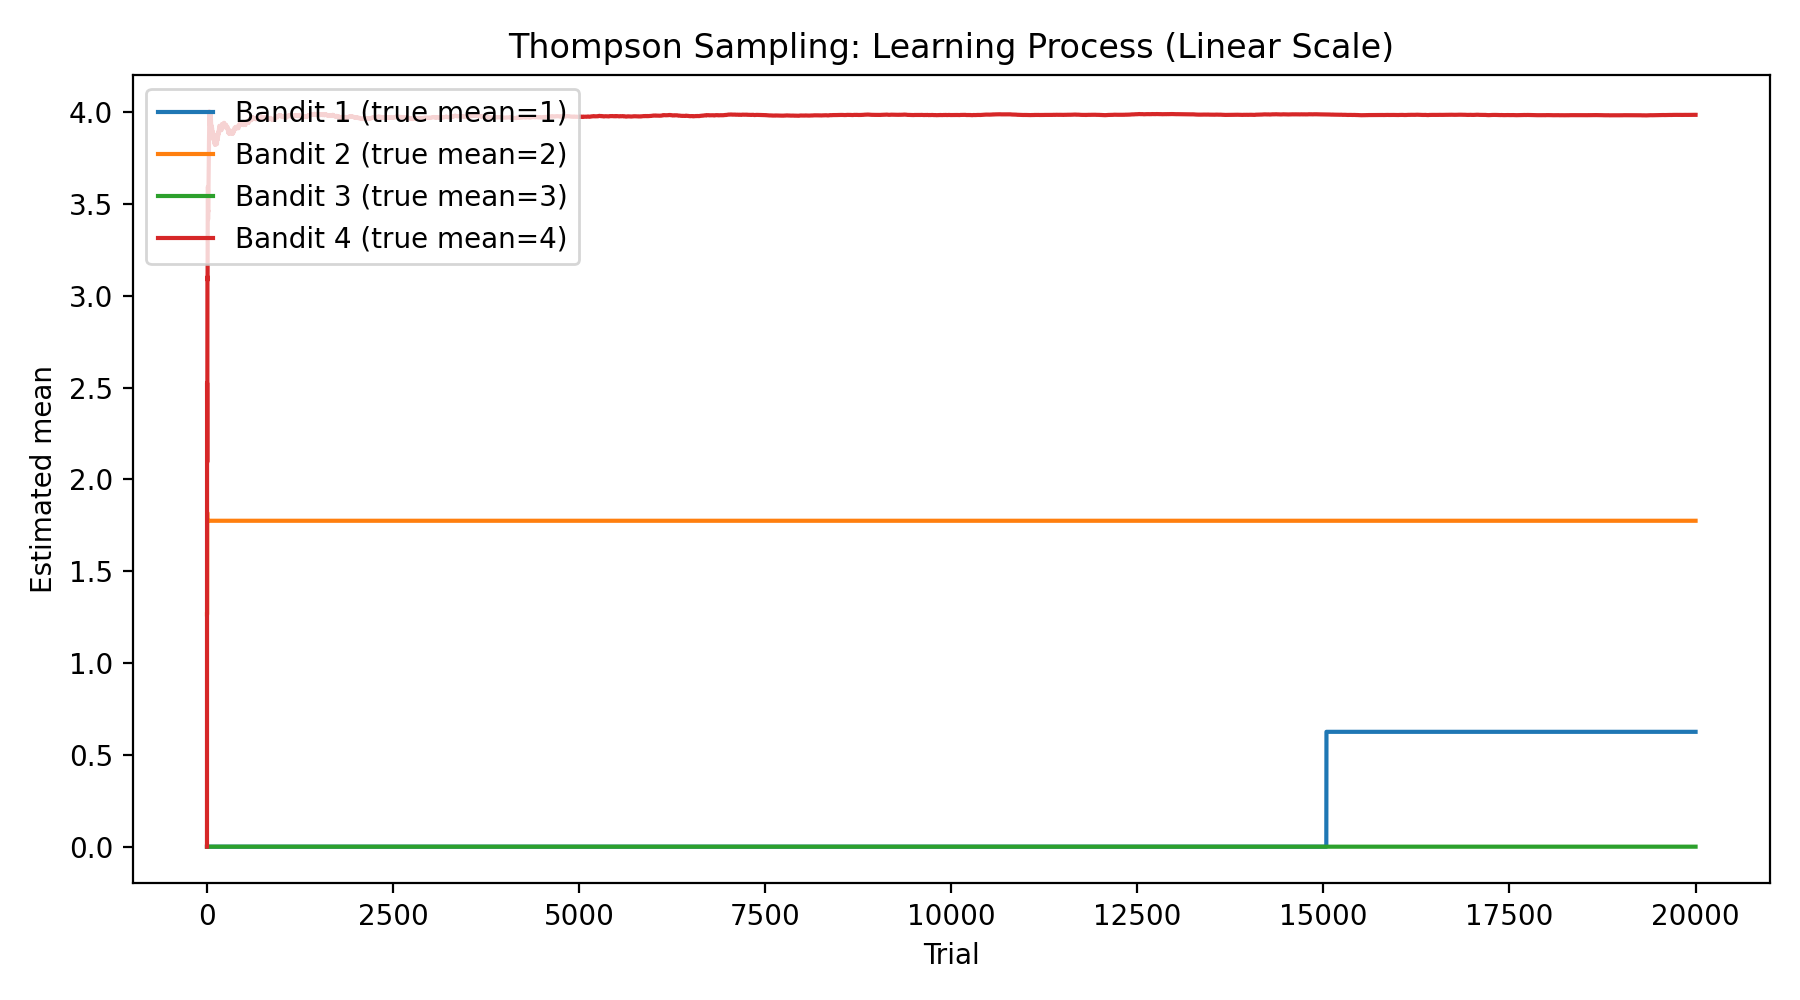 Thompson Sampling: Learning Process (Linear Scale)
Bandit 1 (true mean=1)
Bandit 2 (true mean=2)
Bandit 3 (true mean=3)
Bandit 4 (true mean=4)
Estimated mean
4.0
3.5
3.0
2.5
2.0
1.5
1.0
0.5
0.0
0 2500 5000 7500 10000 12500 15000 17500 20000
Trial